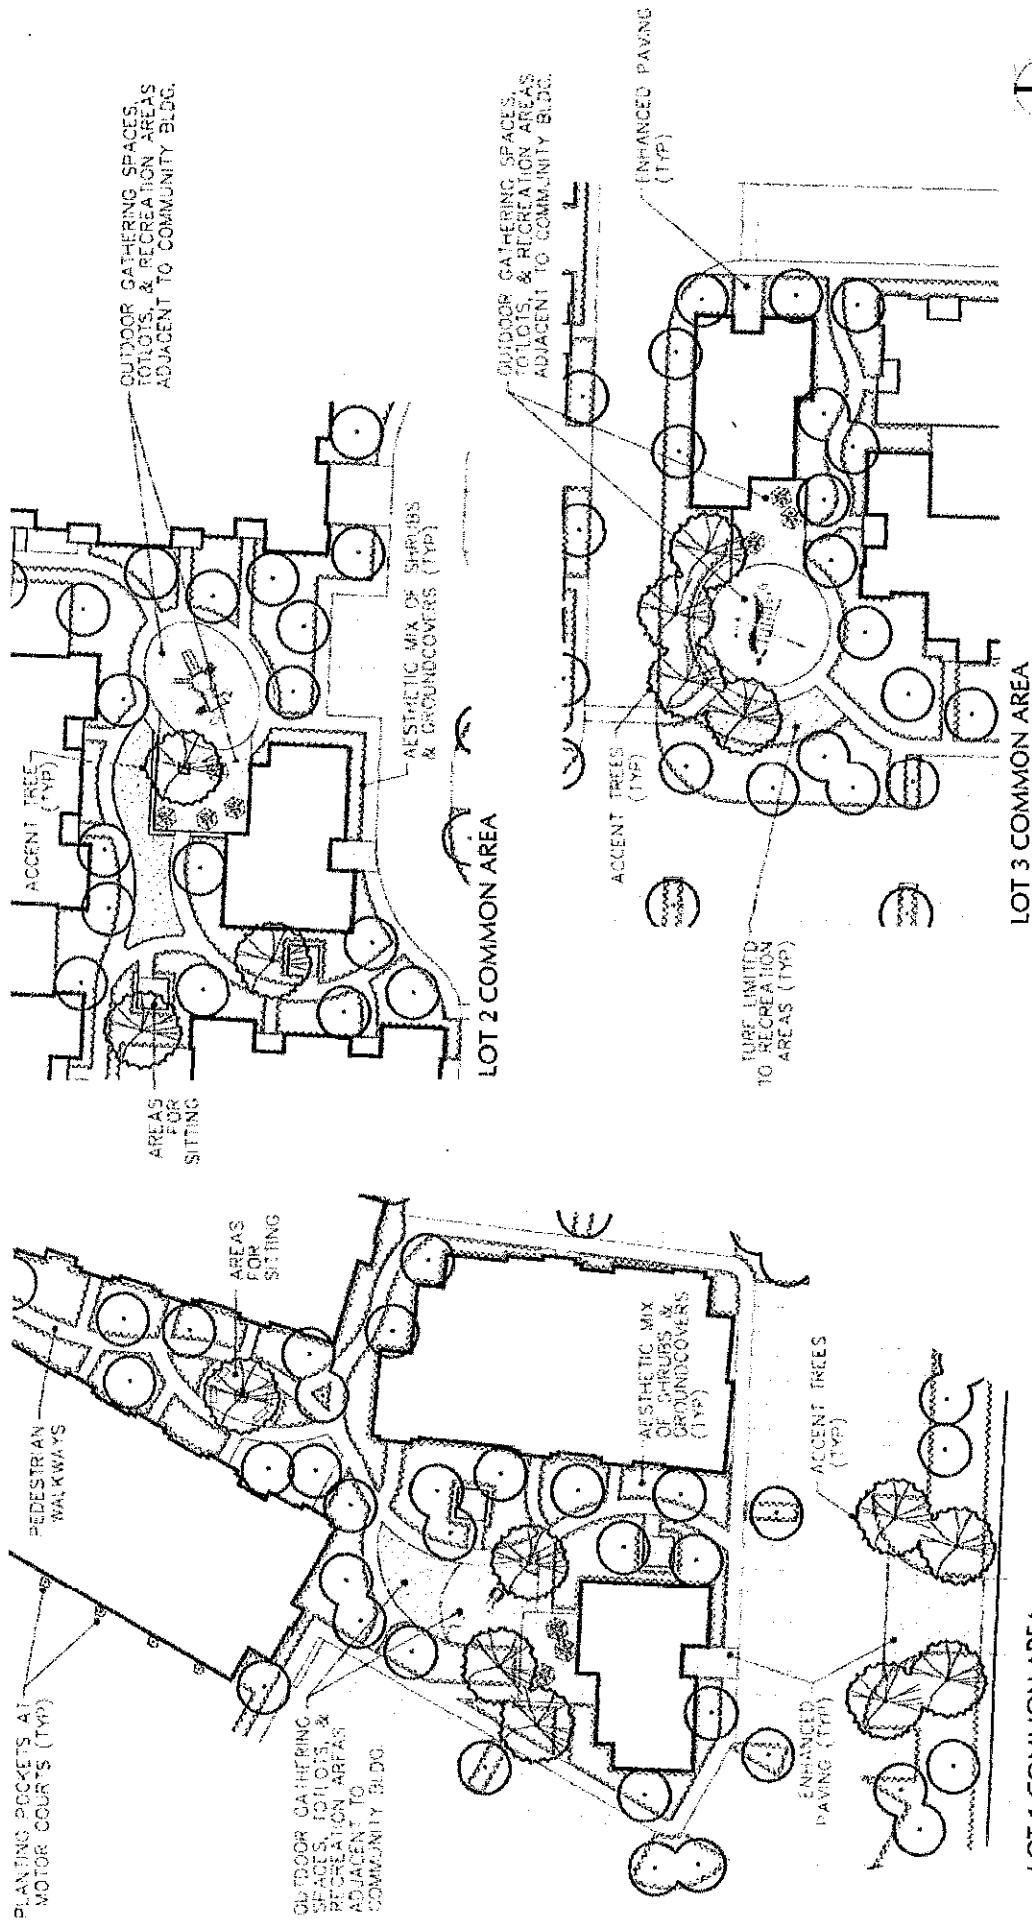 PLANTING POCKETS AT
MOTOR COURTS (TYP)
PEDESTRIAN
WALKWAYS
AREAS
FOR
SITTING
OUTDOOR GATHERING
SPACES, TOTLOTS, &
RECREATION AREAS
ADJACENT TO
COMMUNITY BLDG.
AESTHETIC MIX
OF SHRUBS &
GROUNDCOVERS
(TYP)
ENHANCED
PAVING (TYP)
ACCENT TREES
(TYP)
LOT 1 COMMON AREA
AREAS
FOR
SITTING
ACCENT TREE
(TYP)
OUTDOOR GATHERING SPACES,
TOTLOTS, & RECREATION AREAS
ADJACENT TO COMMUNITY BLDG.
AESTHETIC MIX OF SHRUBS
& GROUNDCOVERS (TYP)
LOT 2 COMMON AREA
OUTDOOR GATHERING SPACES,
TOTLOTS, & RECREATION AREAS
ADJACENT TO COMMUNITY BLDG.
ACCENT TREES
(TYP)
ENHANCED PAVING
(TYP)
TURF LIMITED
TO RECREATION
AREAS (TYP)
LOT 3 COMMON AREA